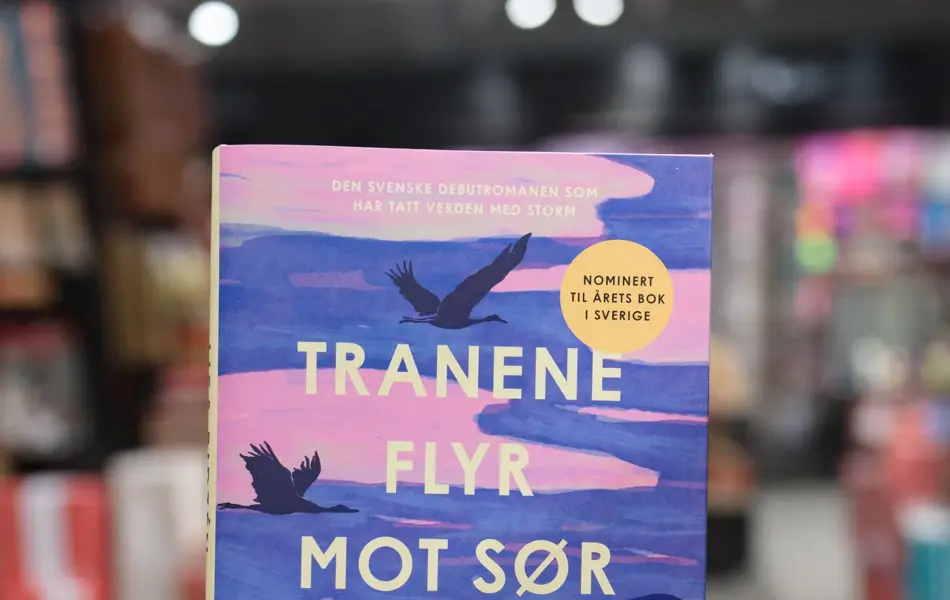 DEN SVENSKE DEBUTROMANEN SOM
HAR TATT VERDEN MED STORM
NOMINERT
TIL ÅRETS BOK
I SVERIGE
TRANENE
FLYR
MOT SØR